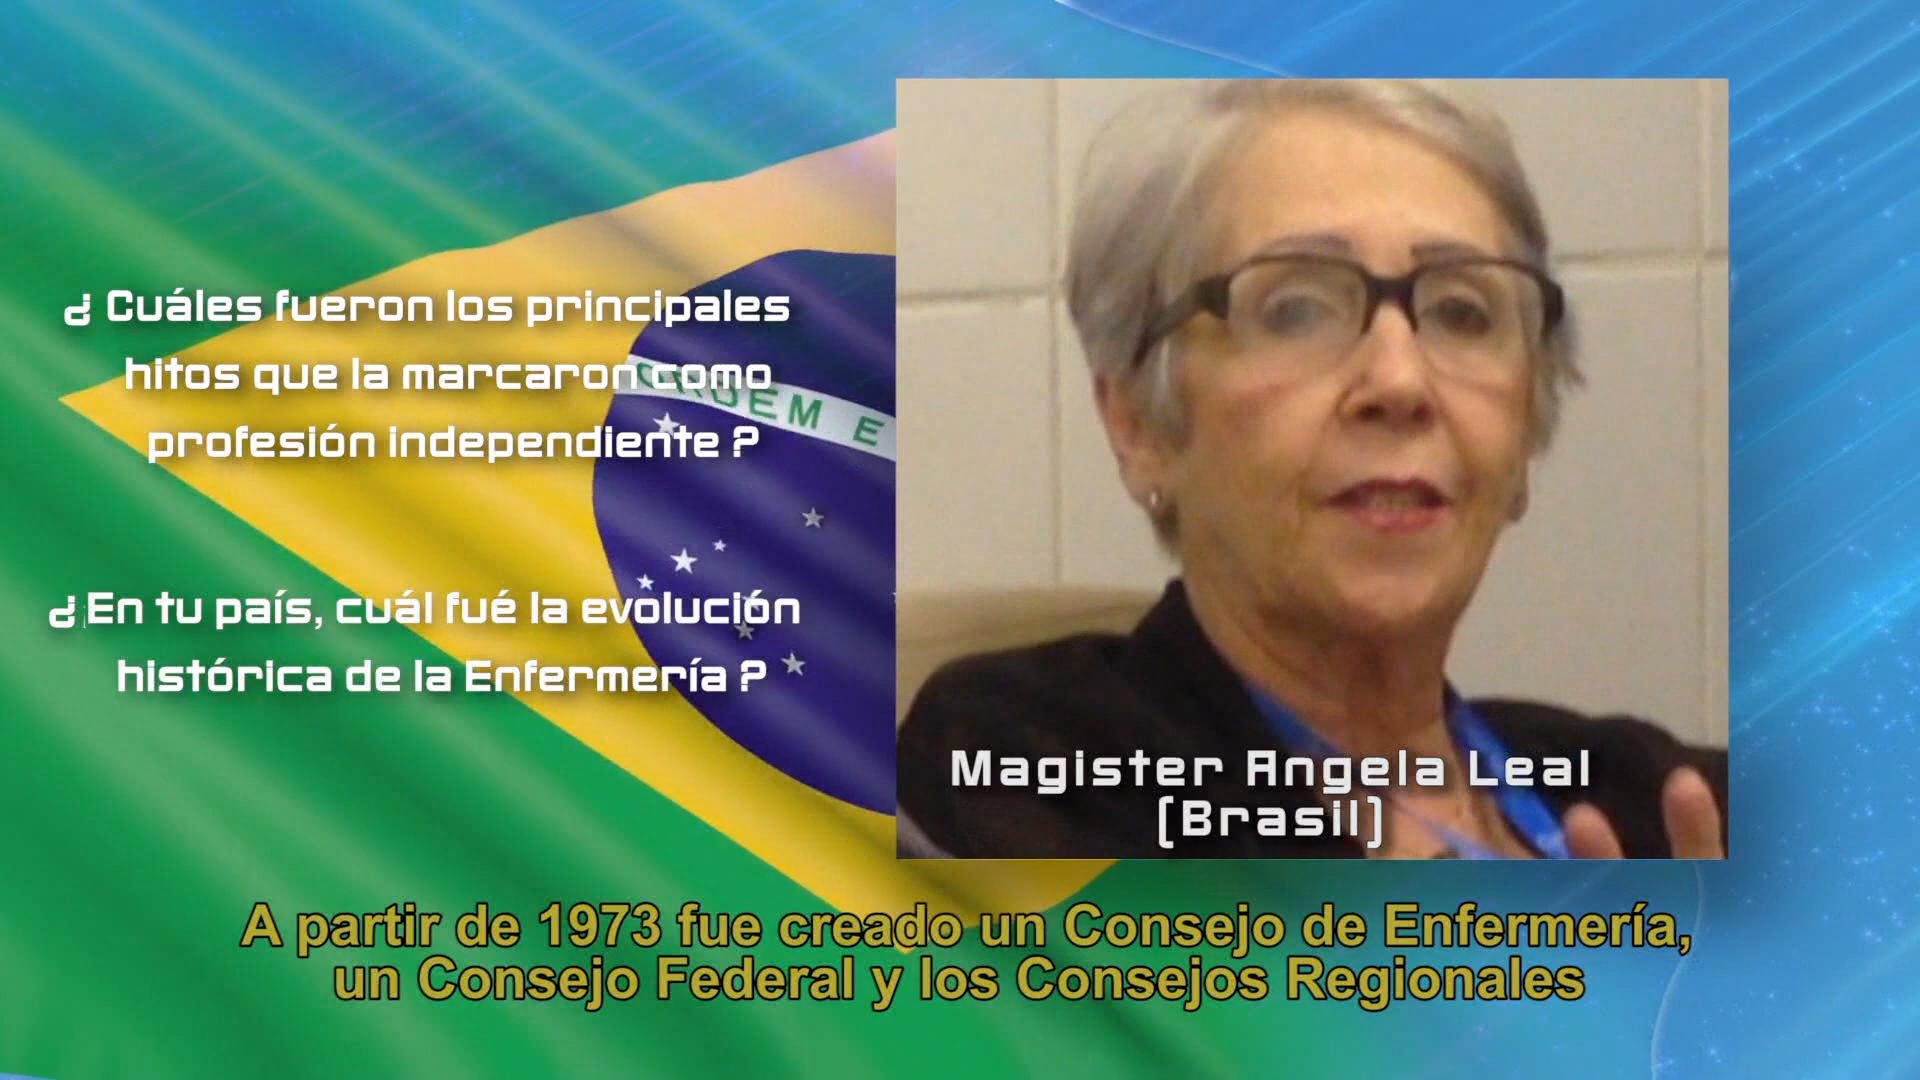 ¿ Cuáles fueron los principales
hitos que la marcaron como
profesión independiente ?
¿ En tu país, cuál fué la evolución
histórica de la Enfermería ?
ORDEM E
Magister Angela Leal
(Brasil)
A partir de 1973 fue creado un Consejo de Enfermería,
un Consejo Federal y los Consejos Regionales